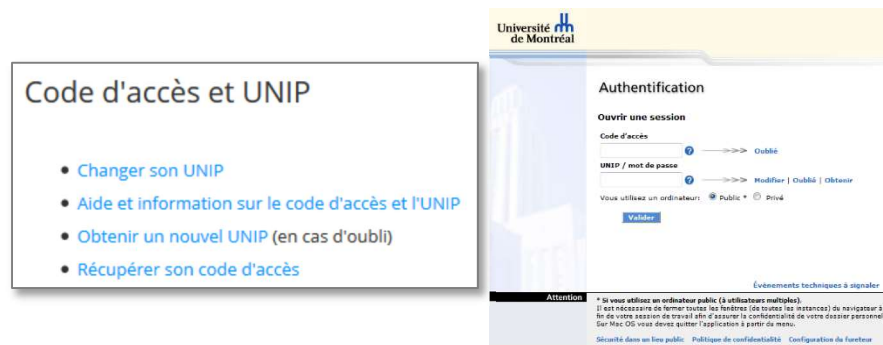 Code d'accès et UNIP
Changer son UNIP
Aide et information sur le code d'accès et l'UNIP
Obtenir un nouvel UNIP (en cas d'oubli)
Récupérer son code d'accès
Université
de Montréal
Authentification
Ouvrir une session
Code d'accès
? >>> Oublié
UNIP / mot de passe
? >>> Modifier | Oublié | Obtenir
Vous utilisez un ordinateur: Public * Privé
Valider
Évènements techniques à signaler
Attention * Si vous utilisez un ordinateur public (à utilisateurs multiples).
Il est nécessaire de fermer toutes les fenêtres (de toutes les instances) du navigateur à
fin de votre session de travail afin d'assurer la confidentialité de votre dossier personnel
Sur Mac OS vous devez quitter l'application à partir du menu.
Sécurité dans un lieu public Politique de confidentialité Configuration du fureteur